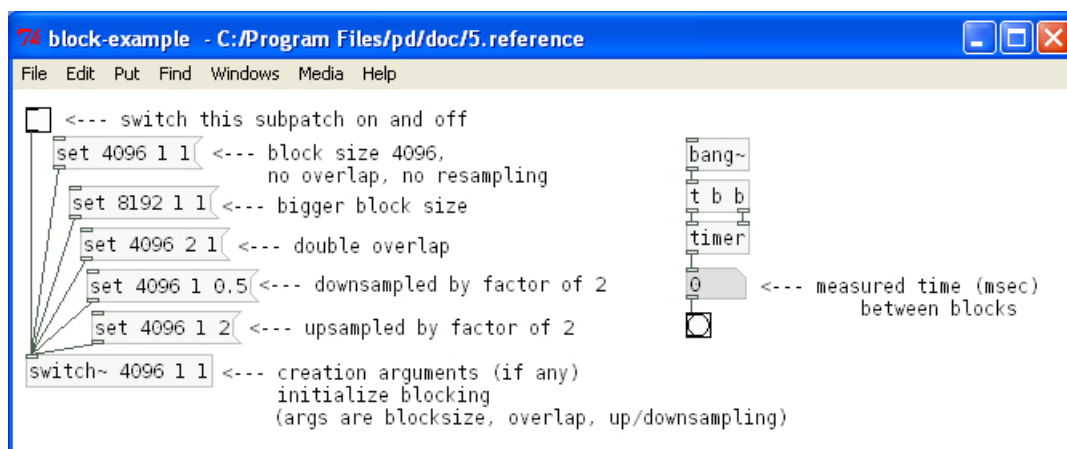 block-example - C:/Program Files/pd/doc/5.reference
File Edit Put Find Windows Media Help
<--- switch this subpatch on and off
set 4096 1 1 <--- block size 4096,
no overlap, no resampling
set 8192 1 1 <--- bigger block size
set 4096 2 1 <--- double overlap
set 4096 1 0.5 <--- downsampled by factor of 2
set 4096 1 2 <--- upsampled by factor of 2
switch~ 4096 1 1 <--- creation arguments (if any)
initialize blocking
(args are blocksize, overlap, up/downsampling)
bang~
t b b
timer
0 <--- measured time (msec)
between blocks